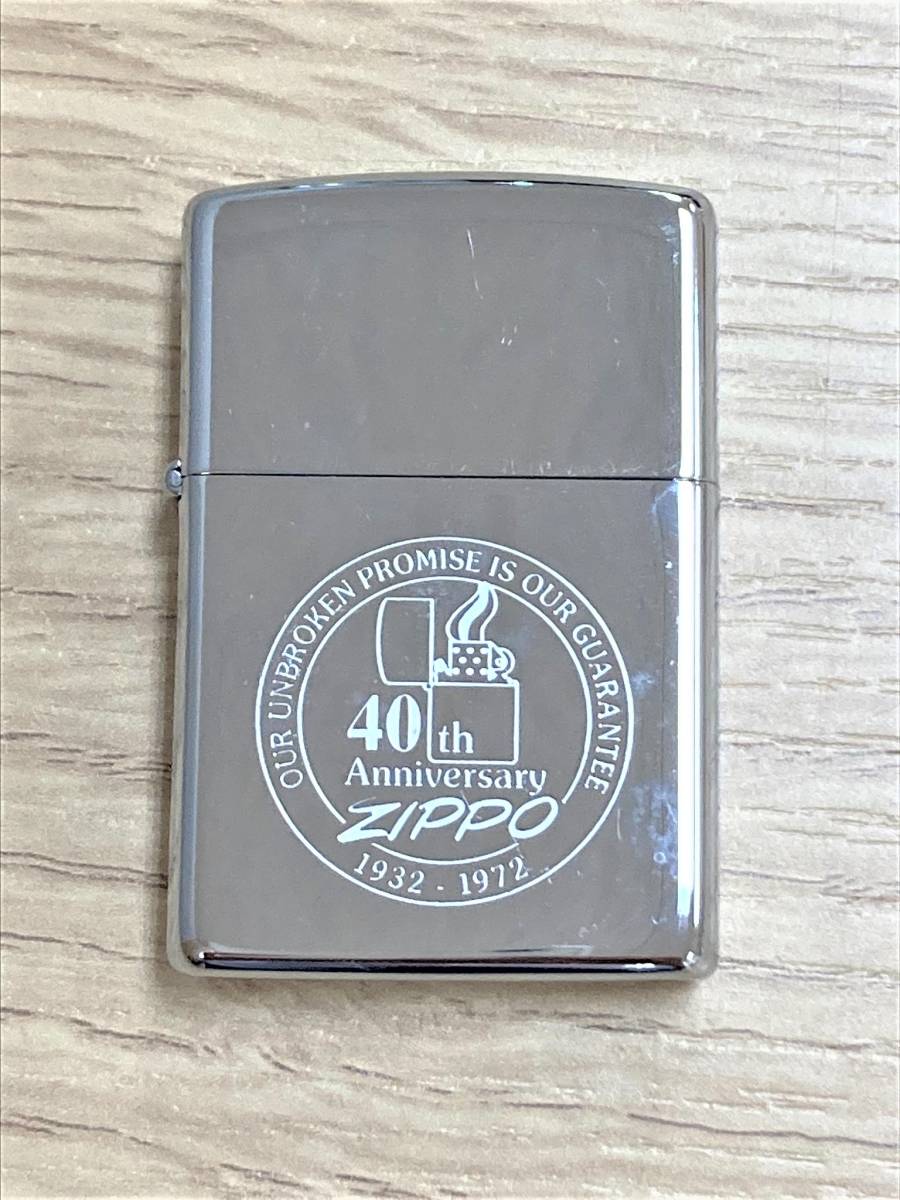 OUR UNBROKEN PROMISE IS OUR GUARANTEE
40th
Anniversary
ZIPPO
1932 - 1972